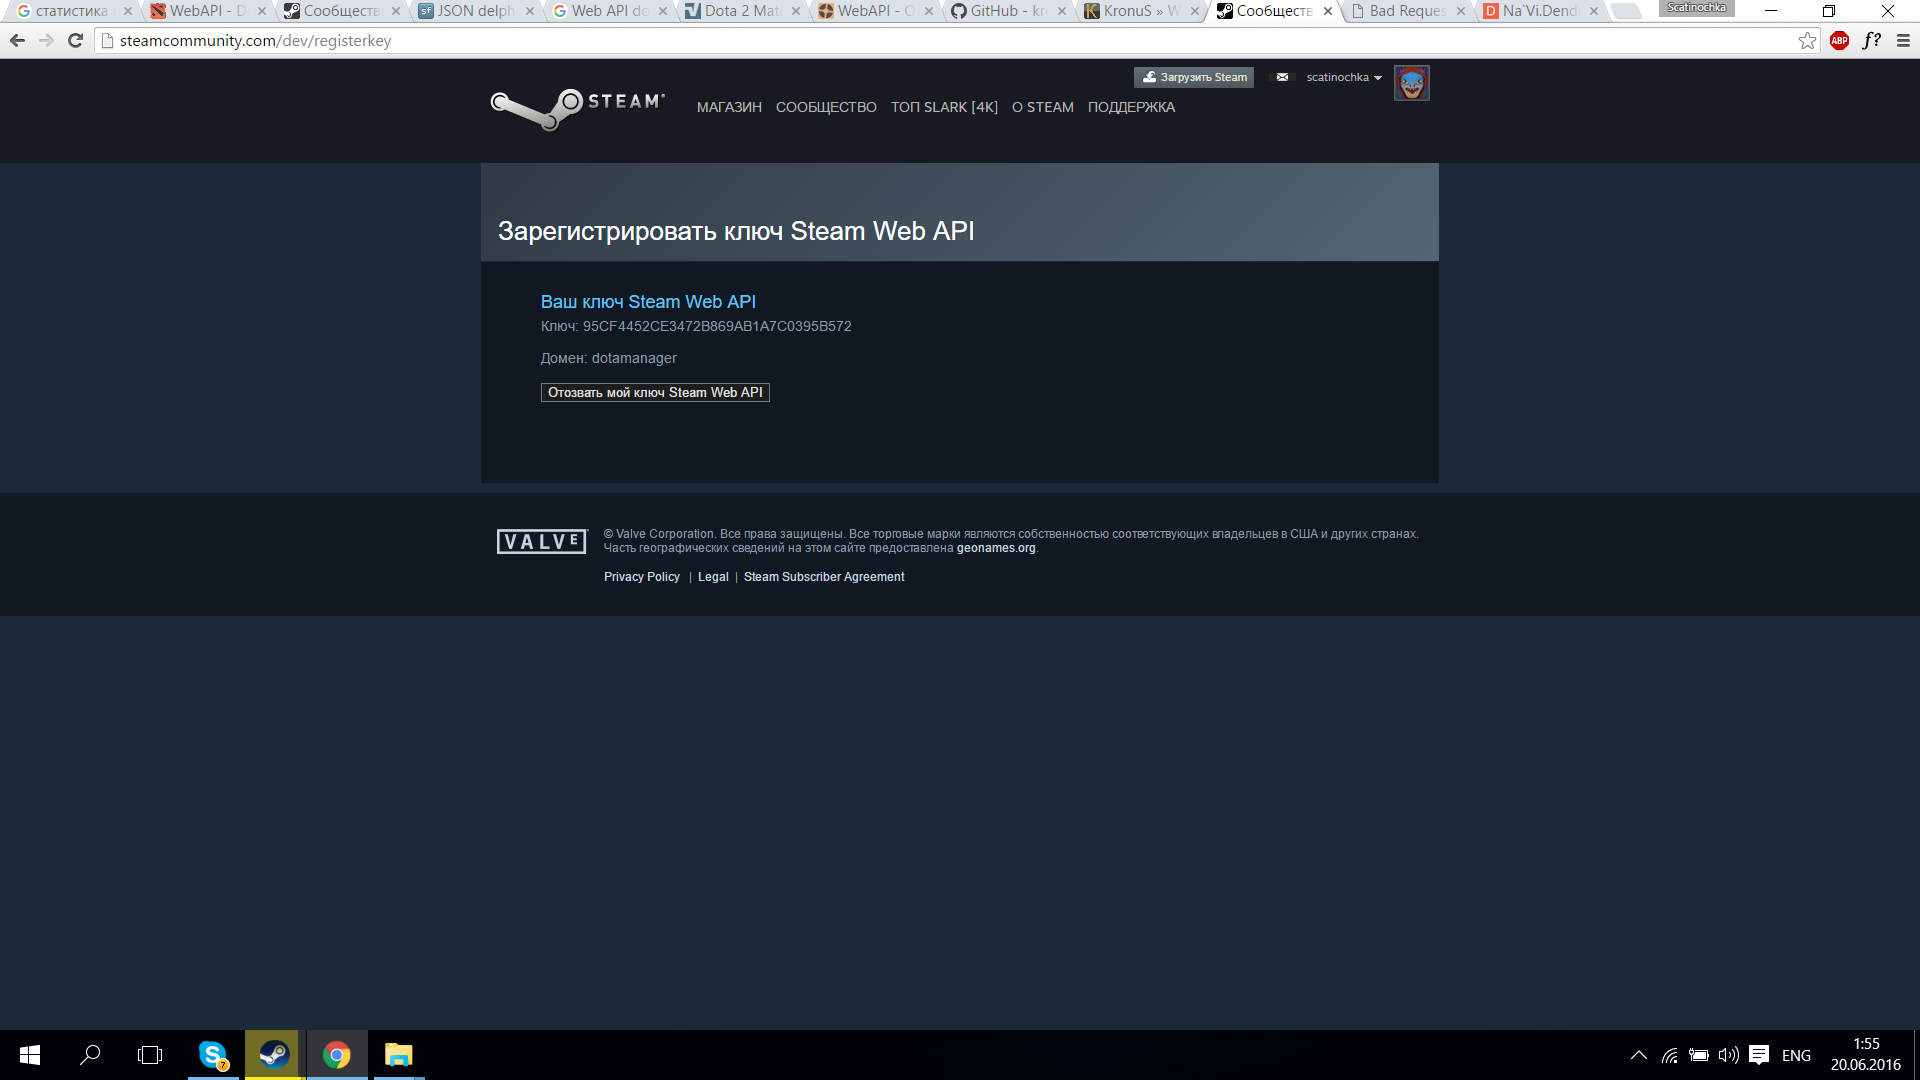 статистика
WebAPI - D
Сообществ
JSON delph
Web API do
Dota 2 Mat
WebAPI - O
GitHub - kr
KronuS » W
Сообществ
Bad Reques
Na`Vi.Dend
Scatinochka
steamcommunity.com/dev/registerkey
ABP
f?
Загрузить Steam
scatinochka
STEAM
МАГАЗИН СООБЩЕСТВО ТОП SLARK [4K] О STEAM ПОДДЕРЖКА
Зарегистрировать ключ Steam Web API
Ваш ключ Steam Web API
Ключ: 95CF4452CE3472B869AB1A7C0395B572
Домен: dotamanager
Отозвать мой ключ Steam Web API
VALVE
© Valve Corporation. Все права защищены. Все торговые марки являются собственностью соответствующих владельцев в США и других странах.
Часть географических сведений на этом сайте предоставлена geonames.org.
Privacy Policy | Legal | Steam Subscriber Agreement
ENG
1:55
20.06.2016